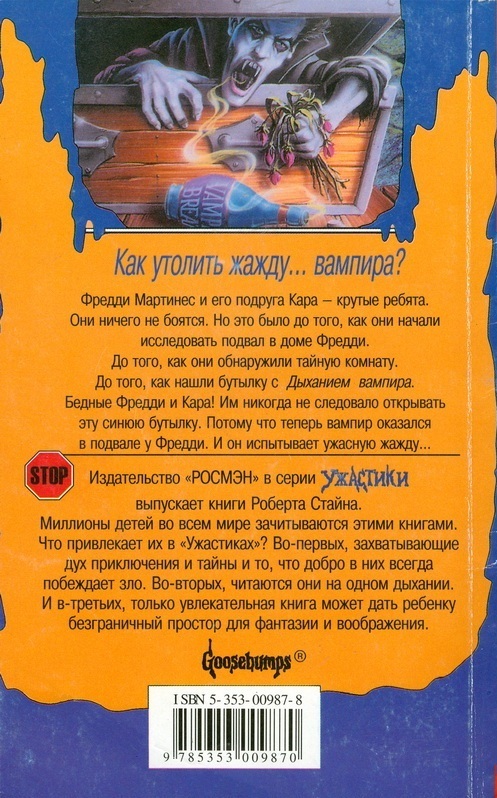 VAMP
BREA
Как утолить жажду... вампира?
Фредди Мартинес и его подруга Кара – крутые ребята.
Они ничего не боятся. Но это было до того, как они начали
исследовать подвал в доме Фредди.
До того, как они обнаружили тайную комнату.
До того, как нашли бутылку с Дыханием вампира.
Бедные Фредди и Кара! Им никогда не следовало открывать
эту синюю бутылку. Потому что теперь вампир оказался
в подвале у Фредди. И он испытывает ужасную жажду...
STOP
Издательство «РОСМЭН» в серии УЖАСТИКИ
выпускает книги Роберта Стайна.
Миллионы детей во всем мире зачитываются этими книгами.
Что привлекает их в «Ужастиках»? Во-первых, захватывающие
дух приключения и тайны и то, что добро в них всегда
побеждает зло. Во-вторых, читаются они на одном дыхании.
И в-третьих, только увлекательная книга может дать ребенку
безграничный простор для фантазии и воображения.
Goosebumps ®
ISBN 5-353-00987-8
9 785353 009870